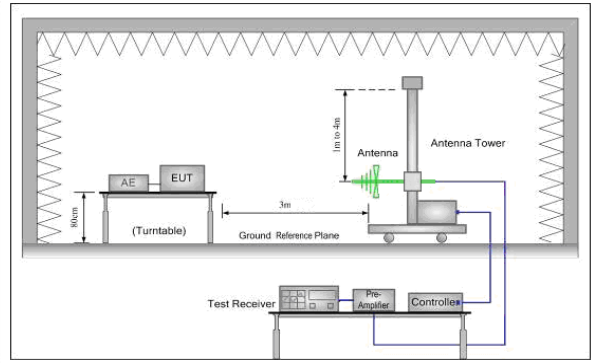 1m to 4m
Antenna
Antenna Tower
AE
EUT
80cm
(Turntable)
3m
Ground Reference Plane
Test Receiver
Pre-
Amplifier
Controller